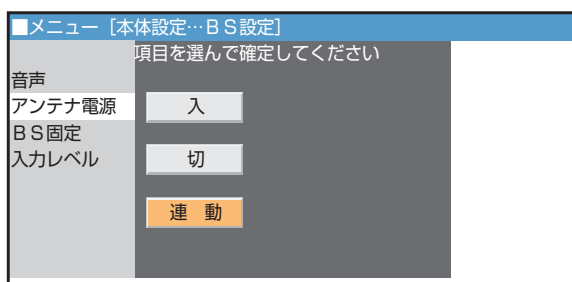 ■メニュー［本体設定…ＢＳ設定］
項目を選んで確定してください
音声
アンテナ電源
ＢＳ固定
入力レベル
入
切
連　動